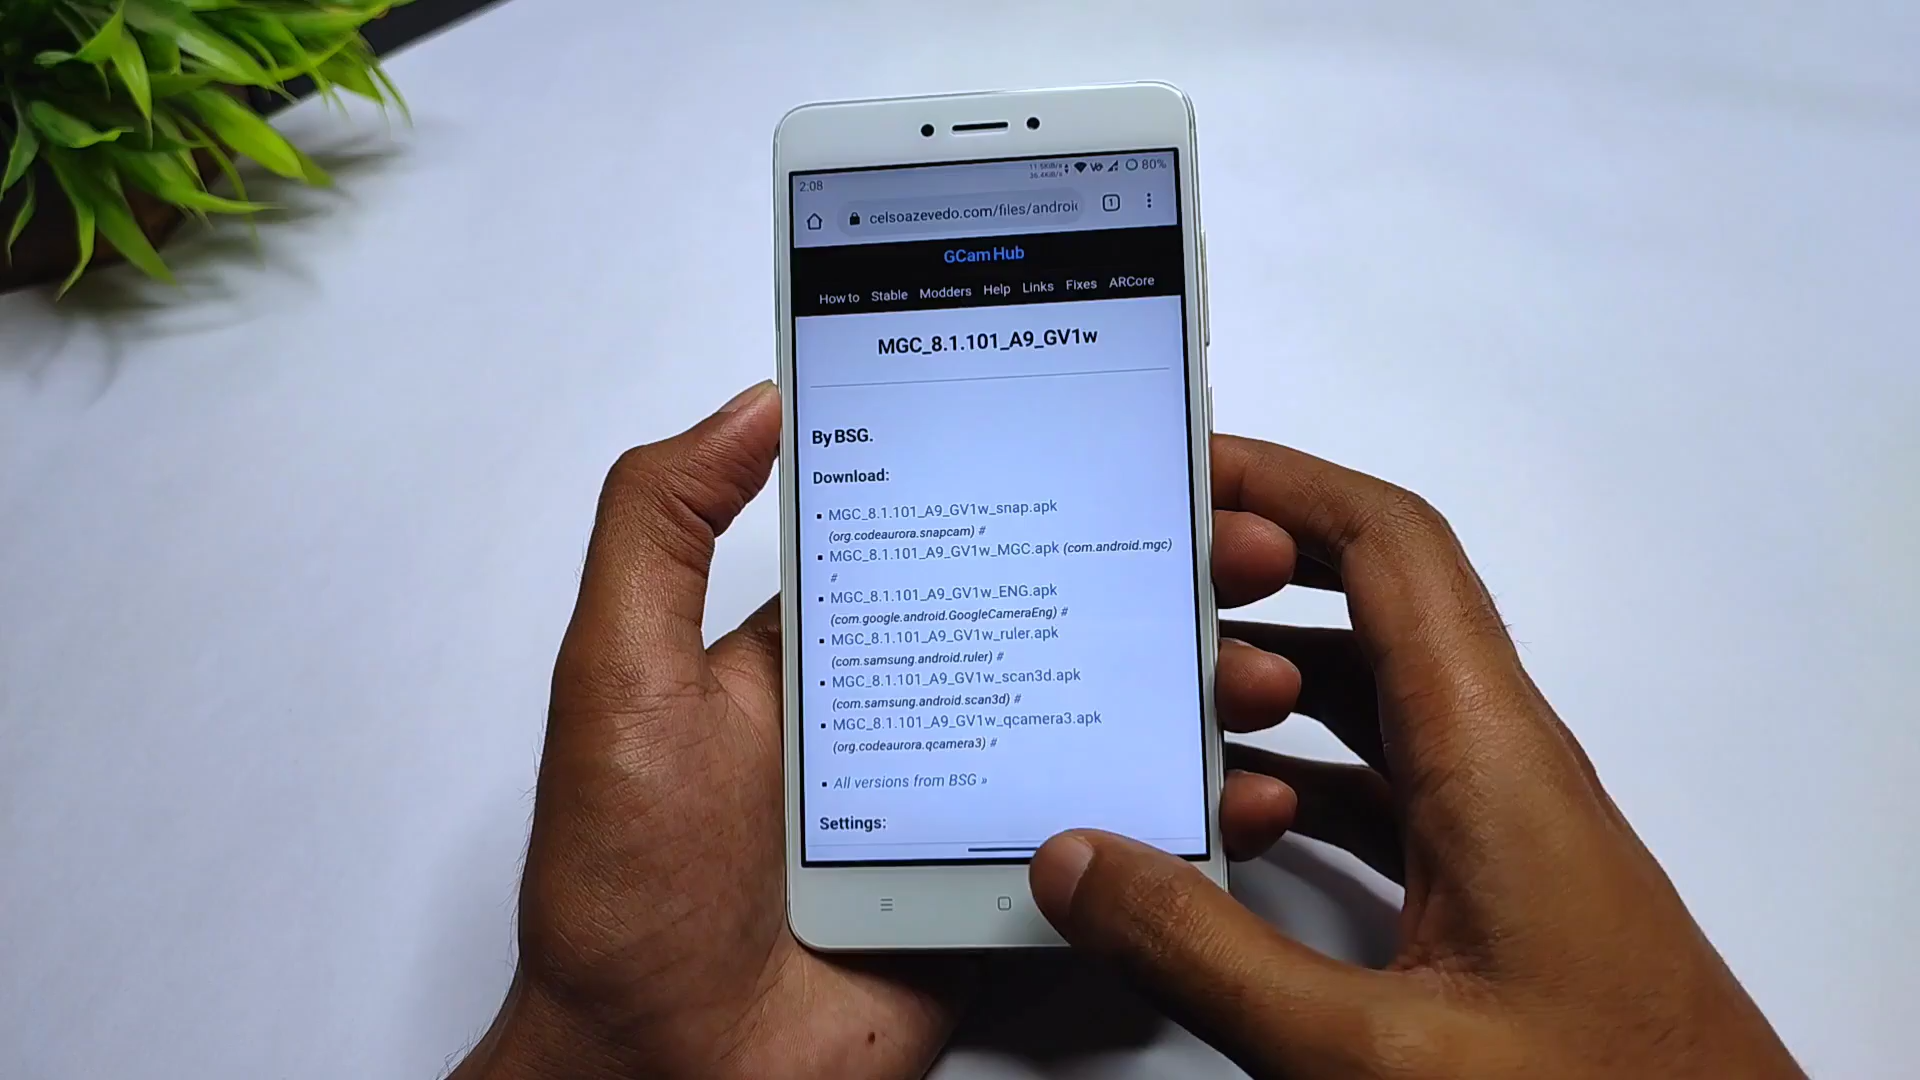 2:08
80%
celsoazevedo.com/files/androi
1
GCam Hub
How to Stable Modders Help Links Fixes ARCore
MGC_8.1.101_A9_GV1w
By BSG.
Download:
MGC_8.1.101_A9_GV1w_snap.apk
(org.codeaurora.snapcam) #
MGC_8.1.101_A9_GV1w_MGC.apk (com.android.mgc)
#
MGC_8.1.101_A9_GV1w_ENG.apk
(com.google.android.GoogleCameraEng) #
MGC_8.1.101_A9_GV1w_ruler.apk
(com.samsung.android.ruler) #
MGC_8.1.101_A9_GV1w_scan3d.apk
(com.samsung.android.scan3d) #
MGC_8.1.101_A9_GV1w_qcamera3.apk
(org.codeaurora.qcamera3) #
All versions from BSG »
Settings: